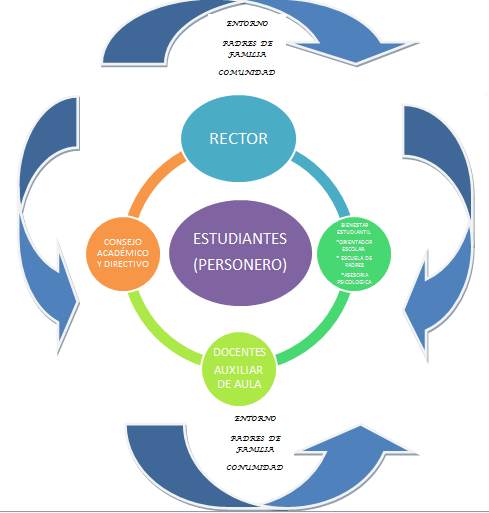 ENTORNO
PADRES DE
FAMILIA
COMUNIDAD
RECTOR
CONSEJO
ACADÉMICO
Y DIRECTIVO
ESTUDIANTES
(PERSONERO)
BIENESTAR
ESTUDIANTIL
*ORIENTADOR
ESCOLAR
* ESCUELA DE
PADRES
*ASESORIA
PSICOLOGICA
DOCENTES
AUXILIAR
DE AULA
ENTORNO
PADRES DE
FAMILIA
CONUMIDAD